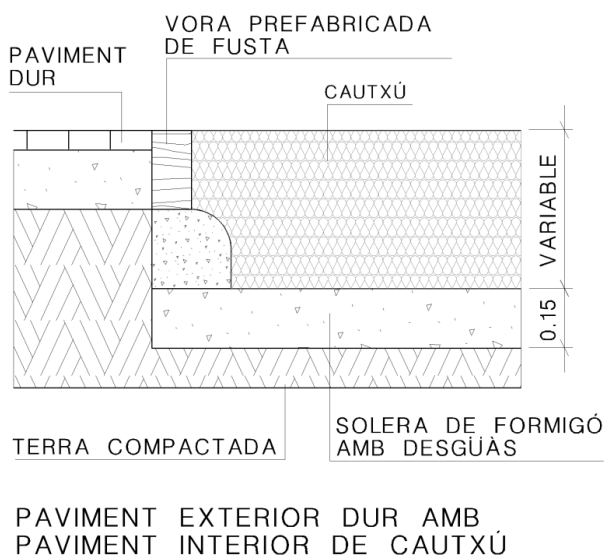 VORA PREFABRICADA
DE FUSTA
PAVIMENT
DUR
CAUTXÚ
VARIABLE
0.15
TERRA COMPACTADA
SOLERA DE FORMIGÓ
AMB DESGÜÀS
PAVIMENT EXTERIOR DUR AMB
PAVIMENT INTERIOR DE CAUTXÚ